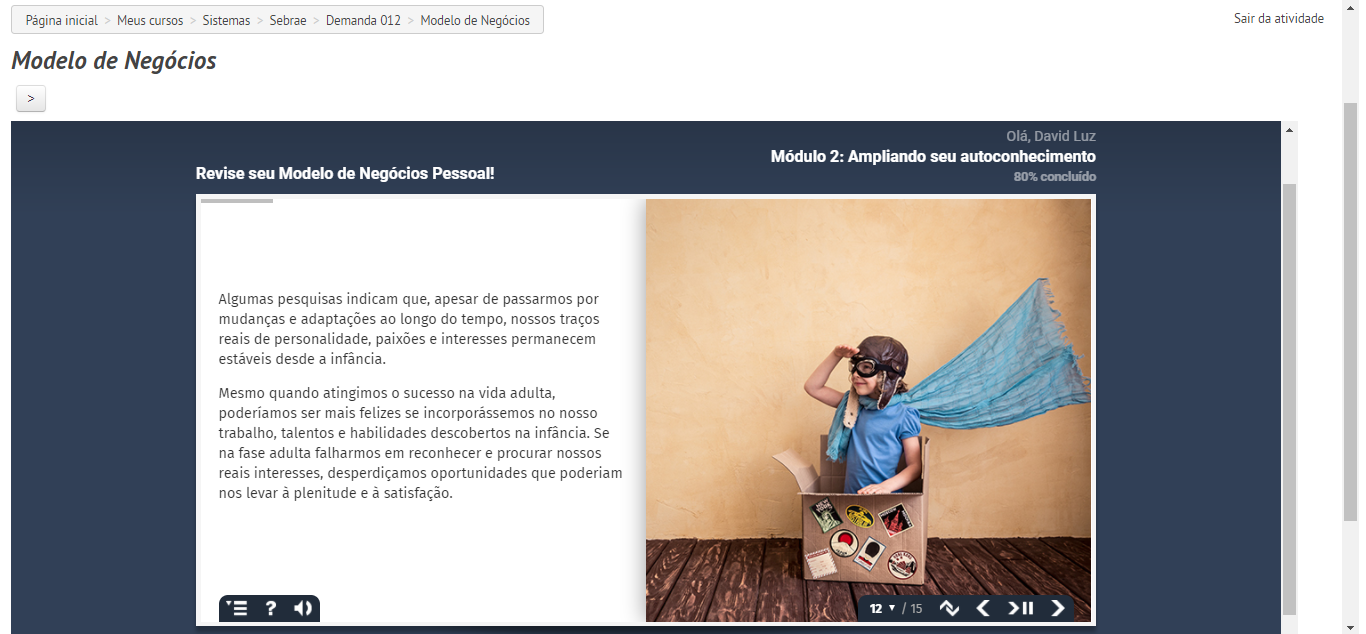 Página inicial > Meus cursos > Sistemas > Sebrae > Demanda 012 > Modelo de Negócios
Sair da atividade
Modelo de Negócios
>
Olá, David Luz
Módulo 2: Ampliando seu autoconhecimento
80% concluído
Revise seu Modelo de Negócios Pessoal!
Algumas pesquisas indicam que, apesar de passarmos por
mudanças e adaptações ao longo do tempo, nossos traços
reais de personalidade, paixões e interesses permanecem
estáveis desde a infância.
Mesmo quando atingimos o sucesso na vida adulta,
poderíamos ser mais felizes se incorporássemos no nosso
trabalho, talentos e habilidades descobertos na infância. Se
na fase adulta falharmos em reconhecer e procurar nossos
reais interesses, desperdiçamos oportunidades que poderiam
nos levar à plenitude e à satisfação.
?
12 / 15